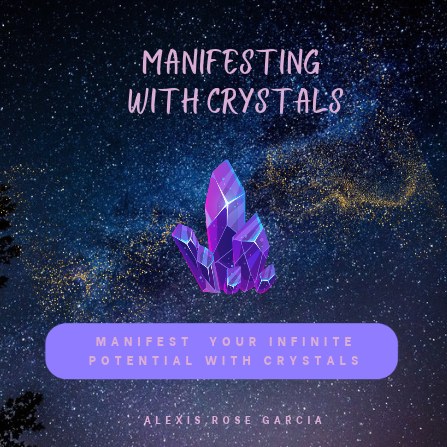 MANIFESTING
WITH CRYSTALS
MANIFEST YOUR INFINITE
POTENTIAL WITH CRYSTALS
ALEXIS ROSE GARCIA